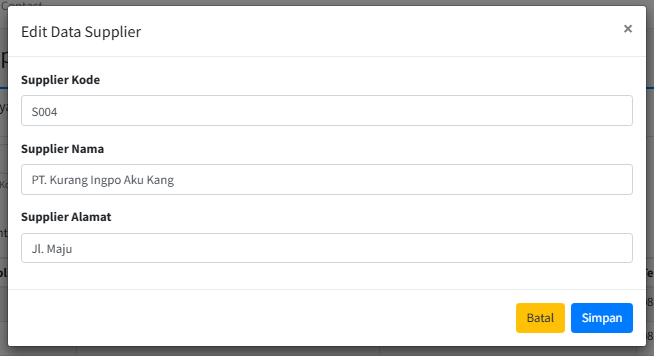 Contact
Edit Data Supplier ×
Supplier Kode
S004
Supplier Nama
PT. Kurang Ingpo Aku Kang
Supplier Alamat
Jl. Maju
Batal Simpan